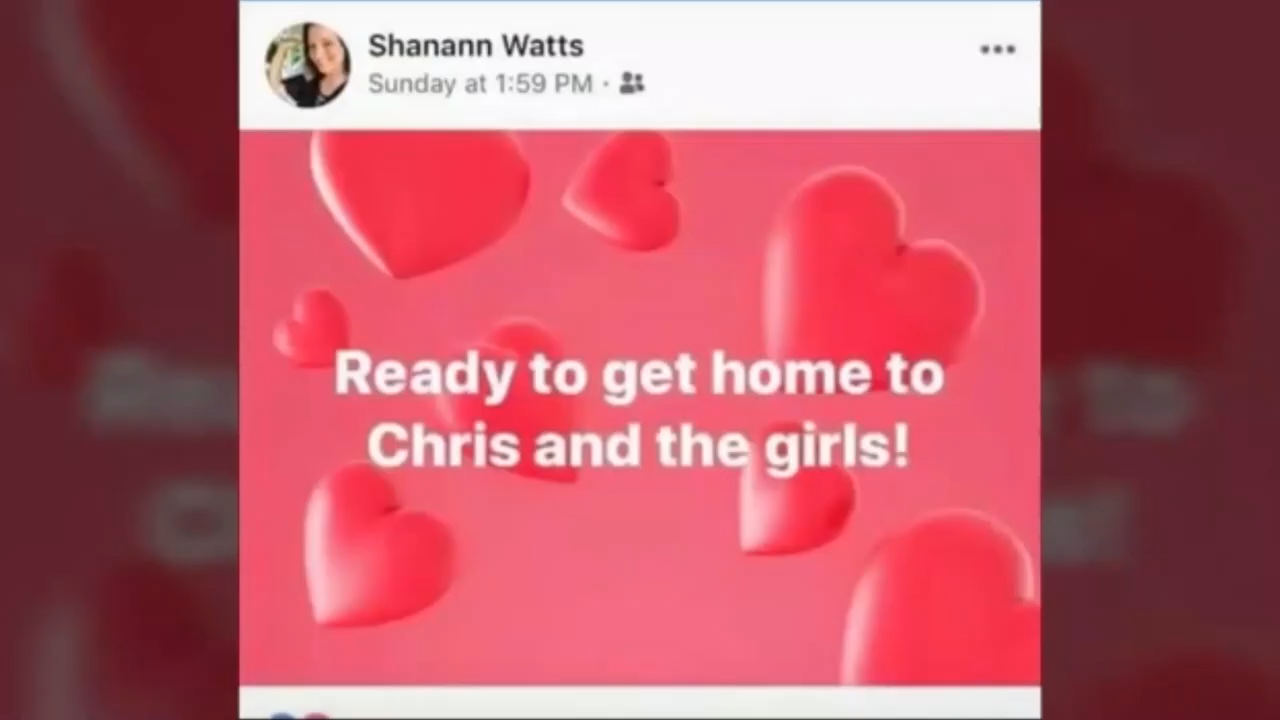 Shanann Watts
Sunday at 1:59 PM ·
Ready to get home to
Chris and the girls!